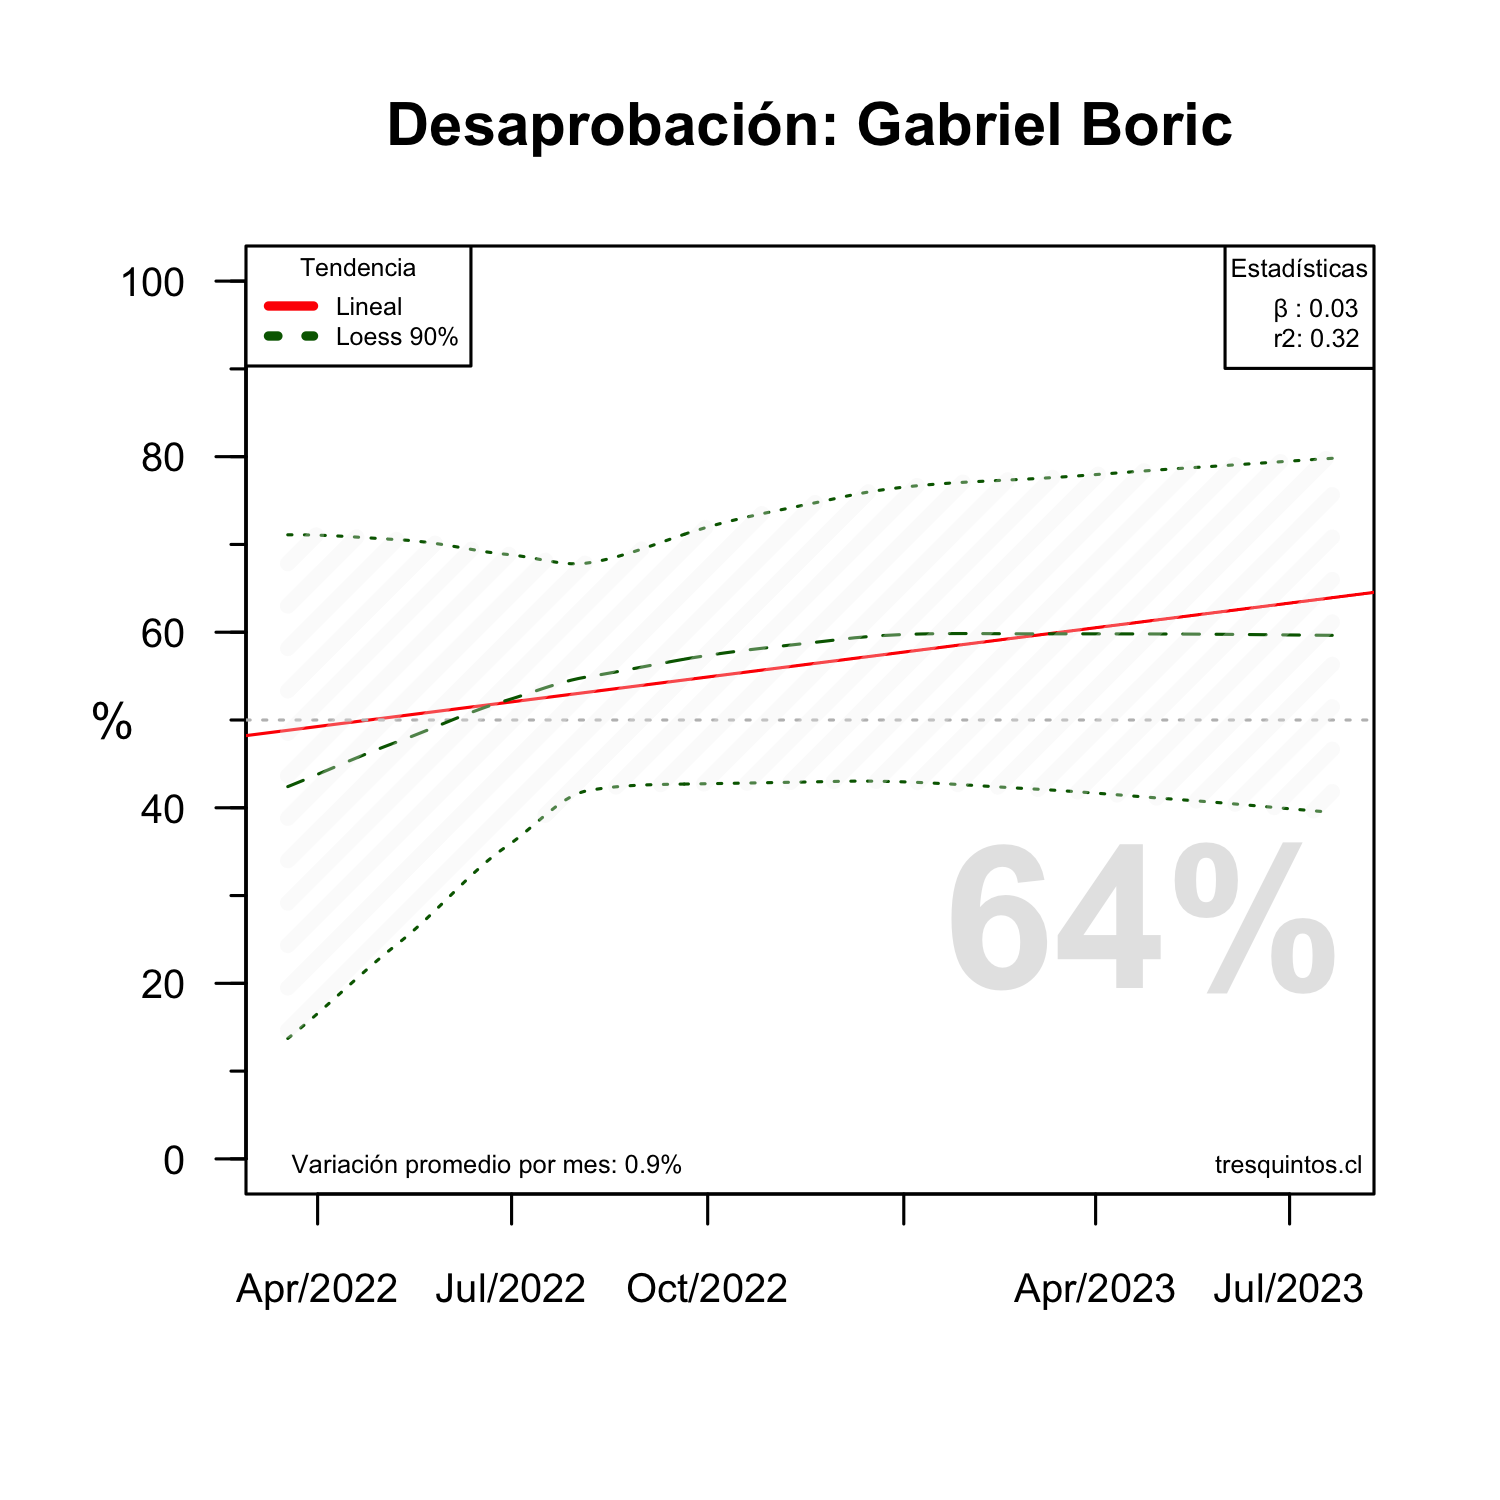 Desaprobación: Gabriel Boric
Tendencia
Lineal
Loess 90%
Estadísticas
β : 0.03
r2: 0.32
100
80
60
%
40
20
0
64%
Variación promedio por mes: 0.9%
tresquintos.cl
Apr/2022
Jul/2022
Oct/2022
Apr/2023
Jul/2023